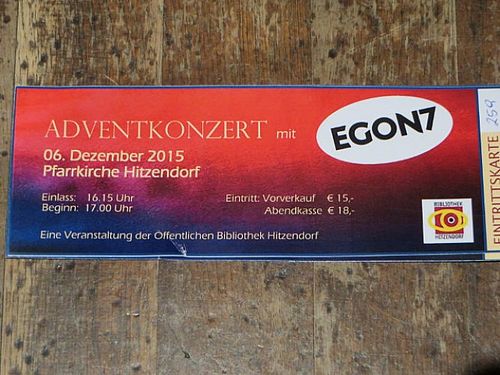 ADVENTKONZERT mit
EGON7
06. Dezember 2015
Pfarrkirche Hitzendorf
Einlass: 16.15 Uhr
Beginn: 17.00 Uhr
Eintritt: Vorverkauf € 15,-
Abendkasse € 18,-
Eine Veranstaltung der Öffentlichen Bibliothek Hitzendorf
BIBLIOTHEK
HITZENDORF
EINTRITTSKARTE
259